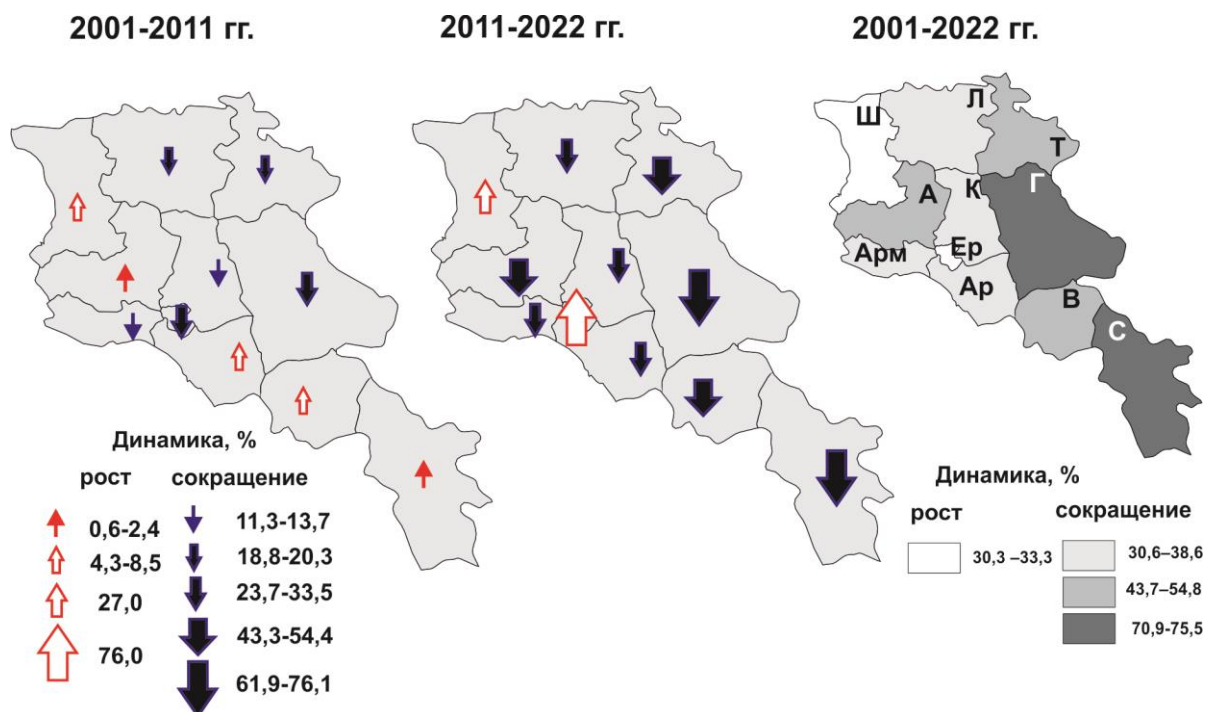 2001-2011 гг.
2011-2022 гг.
2001-2022 гг.
Ш
Л
Т
А
К
Г
Арм
Ер
Ар
В
С
Динамика, %
рост
сокращение
0,6-2,4
4,3-8,5
27,0
76,0
11,3-13,7
18,8-20,3
23,7-33,5
43,3-54,4
61,9-76,1
Динамика, %
рост
сокращение
30,3 –33,3
30,6–38,6
43,7–54,8
70,9-75,5